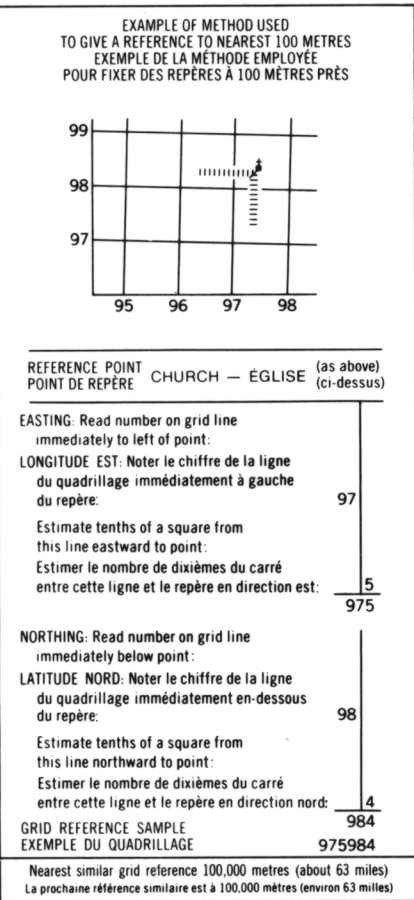 EXAMPLE OF METHOD USED
TO GIVE A REFERENCE TO NEAREST 100 METRES
EXEMPLE DE LA MÉTHODE EMPLOYÉE
POUR FIXER DES REPÈRES À 100 MÈTRES PRÈS
99
98
97
95 96 97 98
REFERENCE POINT
POINT DE REPÈRE
CHURCH — ÉGLISE
(as above)
(ci-dessus)
EASTING: Read number on grid line
immediately to left of point:
LONGITUDE EST: Noter le chiffre de la ligne
du quadrillage immédiatement à gauche
du repère: 97
Estimate tenths of a square from
this line eastward to point:
Estimer le nombre de dixièmes du carré
entre cette ligne et le repère en direction est: 5
975
NORTHING: Read number on grid line
immediately below point:
LATITUDE NORD: Noter le chiffre de la ligne
du quadrillage immédiatement en-dessous
du repère: 98
Estimate tenths of a square from
this line northward to point:
Estimer le nombre de dixièmes du carré
entre cette ligne et le repère en direction nord: 4
984
GRID REFERENCE SAMPLE
EXEMPLE DU QUADRILLAGE 975984
Nearest similar grid reference 100,000 metres (about 63 miles)
La prochaine référence similaire est à 100,000 mètres (environ 63 milles)